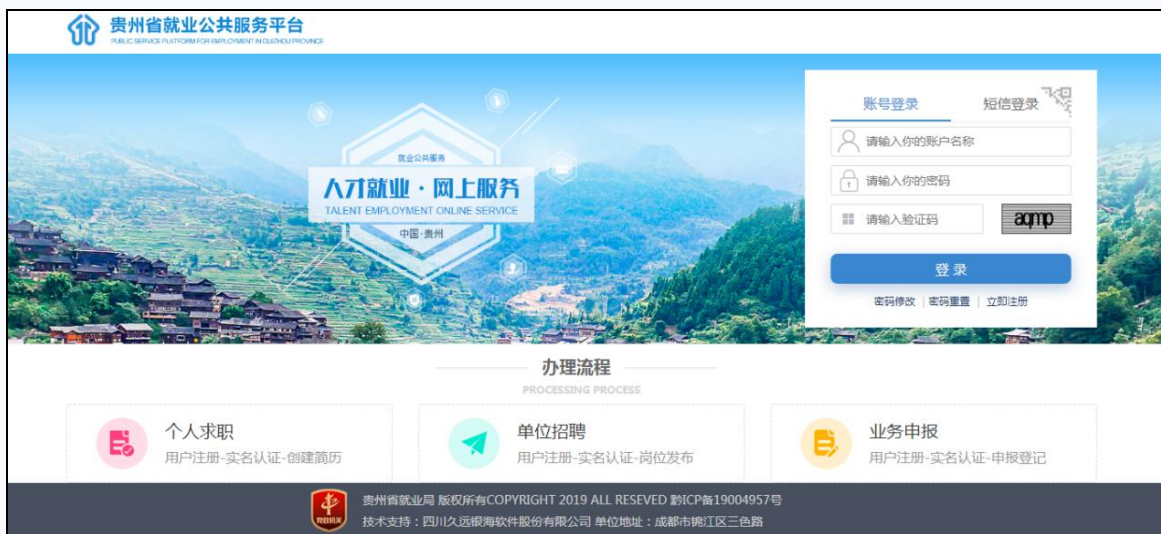 贵州省就业公共服务平台
PUBLIC SERVICE PLATFORM FOR EMPLOYMENT IN GUIZHOU PROVINCE
账号登录 短信登录
请输入你的账户名称
请输入你的密码
请输入验证码 aqmp
登录
密码修改 | 密码重置 | 立即注册
就业公共服务
人才就业·网上服务
TALENT EMPLOYMENT ONLINE SERVICE
中国·贵州
办理流程
PROCESSING PROCESS
个人求职
用户注册-实名认证-创建简历
单位招聘
用户注册-实名认证-岗位发布
业务申报
用户注册-实名认证-申报登记
党政机关
贵州省就业局 版权所有COPYRIGHT 2019 ALL RESEVED 黔ICP备19004957号
技术支持：四川久远银海软件股份有限公司 单位地址：成都市锦江区三色路